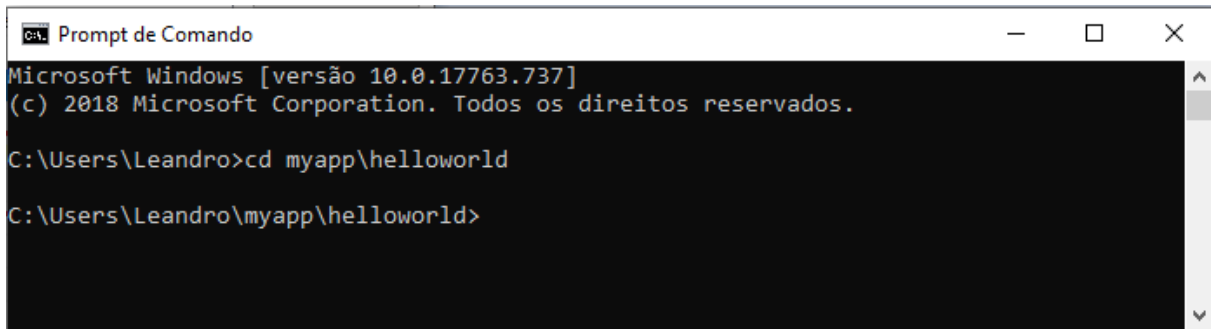 Prompt de Comando
Microsoft Windows [versão 10.0.17763.737]
(c) 2018 Microsoft Corporation. Todos os direitos reservados.
C:\Users\Leandro>cd myapp\helloworld
C:\Users\Leandro\myapp\helloworld>